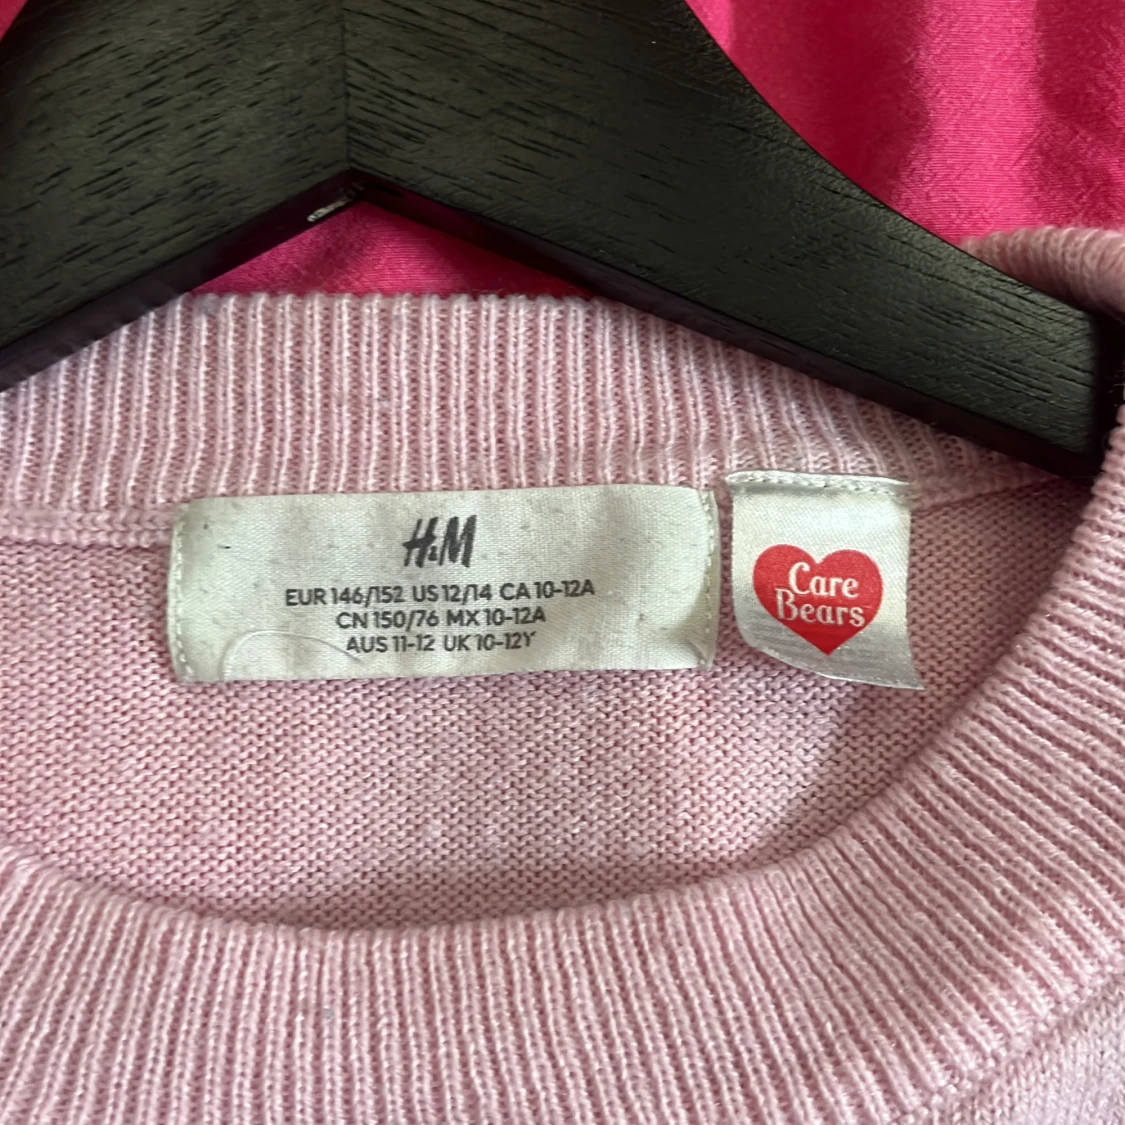 H&M
EUR 146/152 US 12/14 CA 10-12A
CN 150/76 MX 10-12A
AUS 11-12 UK 10-12Y
Care
Bears